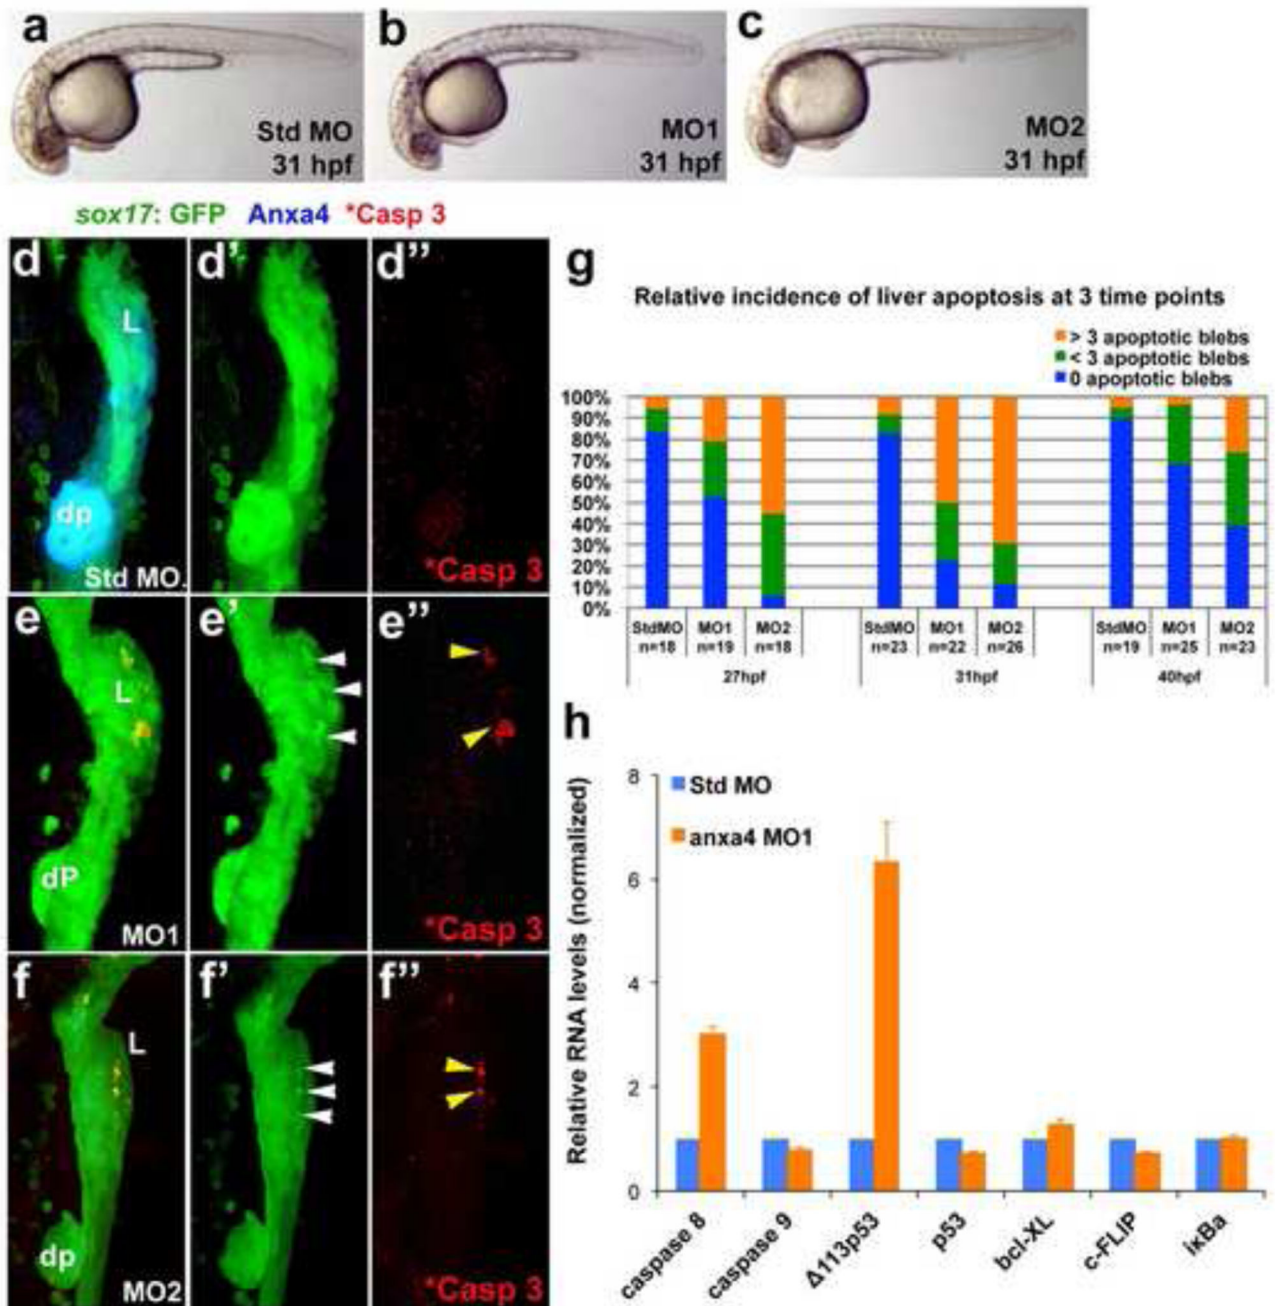 a
Std MO
31 hpf
b
MO1
31 hpf
c
MO2
31 hpf
sox17: GFP Anxa4 *Casp 3
d
L
dp
Std MO.
d'
d"
*Casp 3
e
L
dP
MO1
e'
e"
*Casp 3
f
L
dp
MO2
f'
f"
*Casp 3
g
Relative incidence of liver apoptosis at 3 time points
> 3 apoptotic blebs
< 3 apoptotic blebs
0 apoptotic blebs
100%
90%
80%
70%
60%
50%
40%
30%
20%
10%
0%
StdMO MO1 MO2 StdMO MO1 MO2 StdMO MO1 MO2
n=18 n=19 n=18 n=23 n=22 n=26 n=19 n=25 n=23
27hpf 31hpf 40hpf
h
Relative RNA levels (normalized)
8
6
4
2
0
Std MO
anxa4 MO1
caspase 8
caspase 9
Δ113p53
p53
bcl-XL
c-FLIP
iκBa